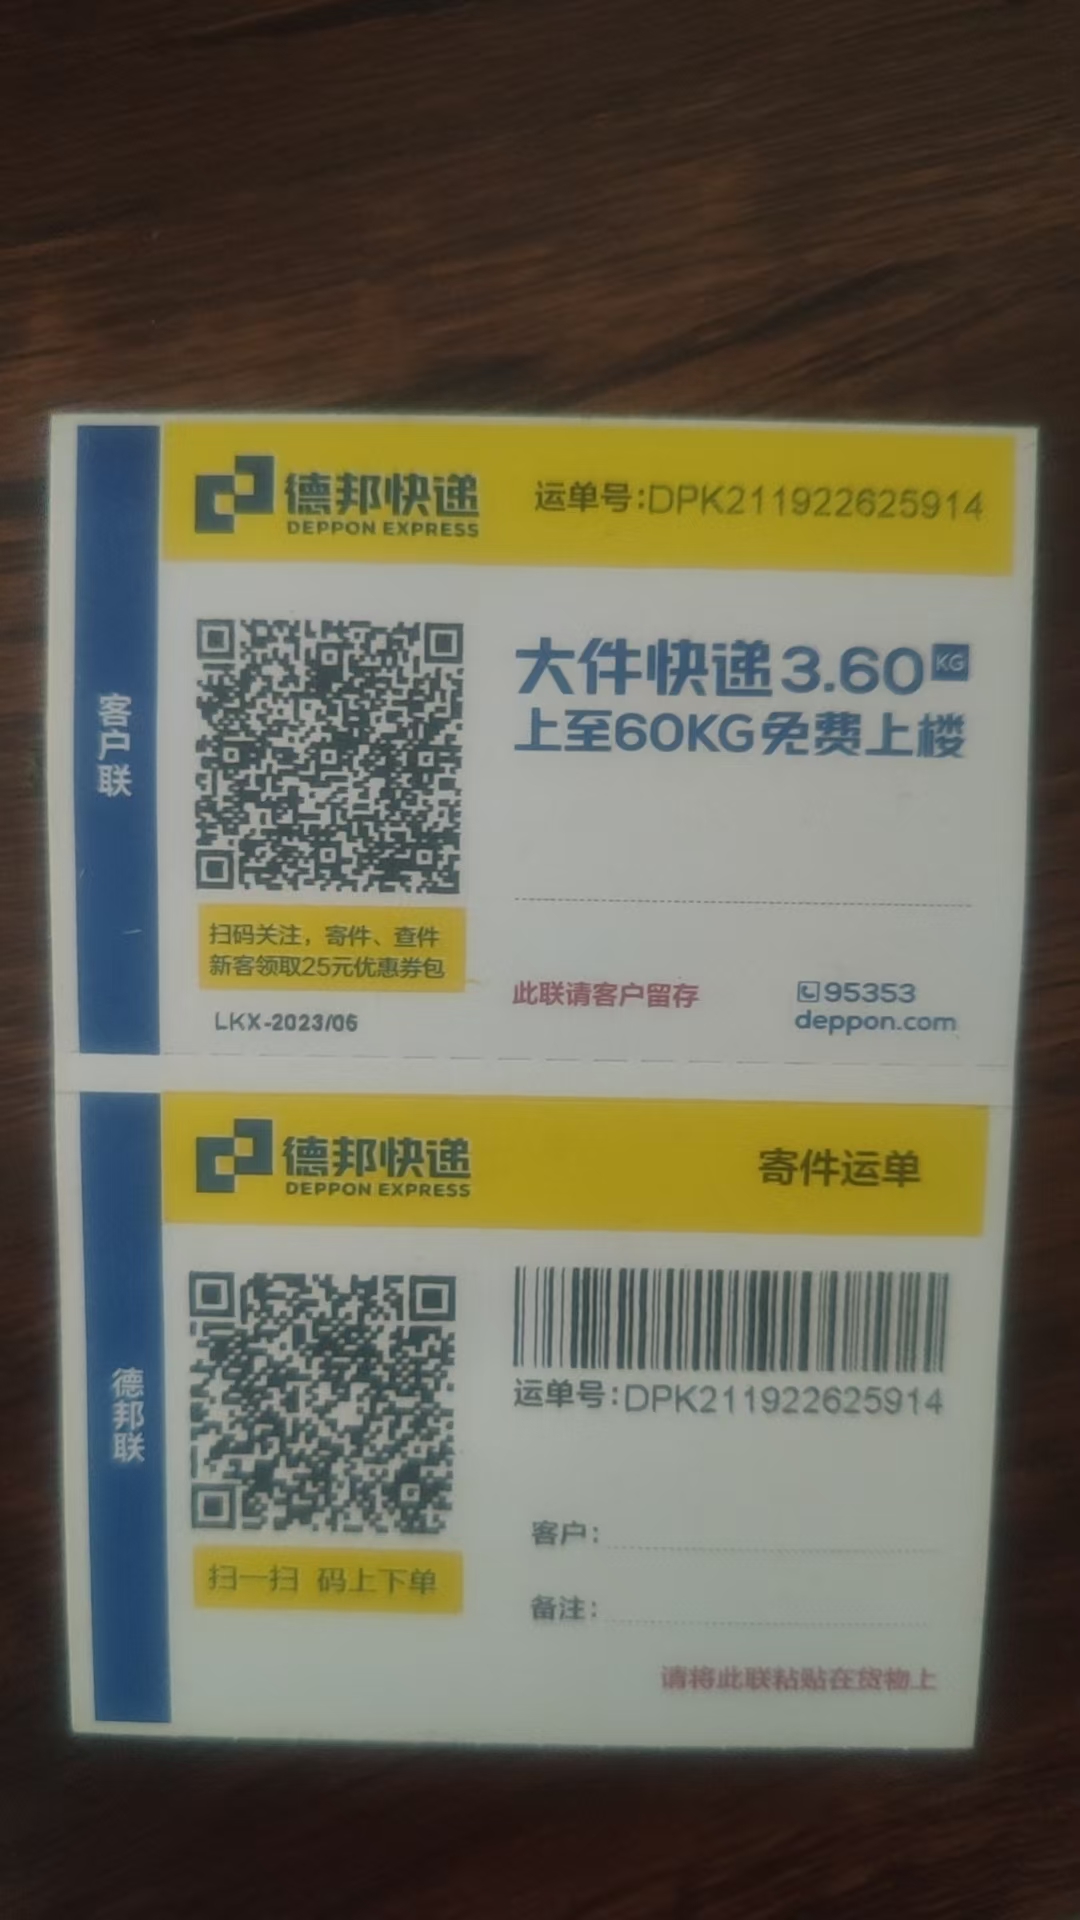 德邦快递
DEPPON EXPRESS
运单号:DPK211922625914
客户联
大件快递3.60KG
上至60KG免费上楼
扫码关注，寄件、查件
新客领取25元优惠券包
LKX-2023/06
此联请客户留存
95353
deppon.com
德邦快递
DEPPON EXPRESS
寄件运单
德邦联
运单号:DPK211922625914
客户:
备注:
扫一扫 码上下单
请将此联粘贴在货物上